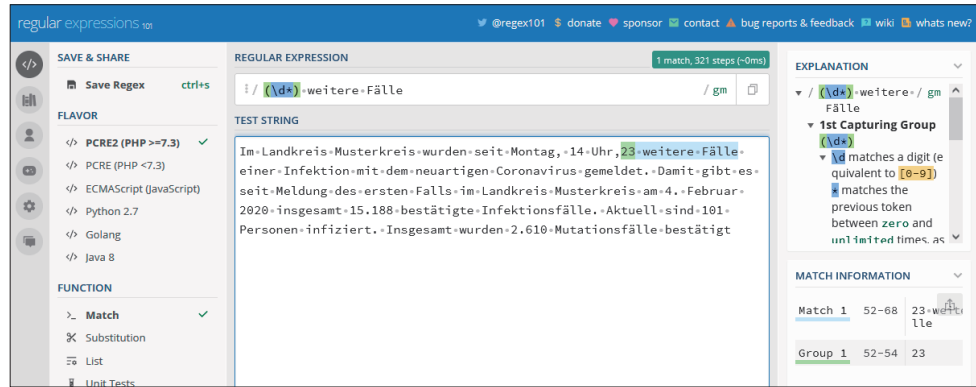 regular expressions 101
@regex101 $ donate sponsor contact bug reports & feedback wiki whats new?
SAVE & SHARE
Save Regex ctrl+s
FLAVOR
</> PCRE2 (PHP >=7.3)
</> PCRE (PHP <7.3)
</> ECMAScript (JavaScript)
</> Python 2.7
</> Golang
</> Java 8
FUNCTION
>_ Match
Substitution
List
Unit Tests
REGULAR EXPRESSION
1 match, 321 steps (~0ms)
/ (\d*)·weitere·Fälle / gm
TEST STRING
Im·Landkreis·Musterkreis·wurden·seit·Montag,·14·Uhr,23·weitere·Fälle·
einer·Infektion·mit·dem·neuartigen·Coronavirus·gemeldet.·Damit·gibt·es·
seit·Meldung·des·ersten·Falls·im·Landkreis·Musterkreis·am·4.·Februar·
2020·insgesamt·15.188·bestätigte·Infektionsfälle.·Aktuell·sind·101·
Personen·infiziert.·Insgesamt·wurden·2.610·Mutationsfälle·bestätigt
EXPLANATION
/ (\d*)·weitere· / gm
Fälle
1st Capturing Group
(\d*)
\d matches a digit (e
quivalent to [0-9])
* matches the
previous token
between zero and
unlimited times, as
MATCH INFORMATION
Match 1 52-68 23·weite
lle
Group 1 52-54 23